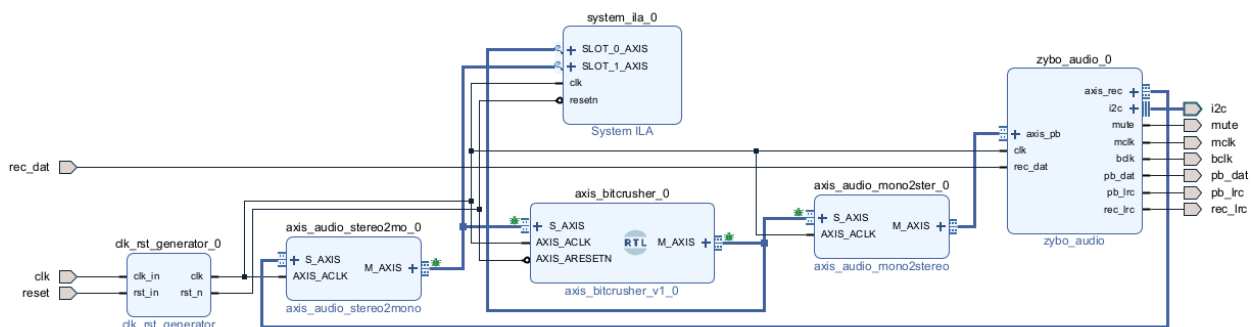 system_ila_0
SLOT_0_AXIS
SLOT_1_AXIS
clk
resetn
System ILA
zybo_audio_0
axis_rec
i2c
mute
axis_pb
mclk
clk
bclk
rec_dat
pb_dat
pb_lrc
rec_lrc
zybo_audio
i2c
mute
mclk
bclk
pb_dat
pb_lrc
rec_lrc
rec_dat
axis_bitcrusher_0
S_AXIS
AXIS_ACLK
M_AXIS
AXIS_ARESETN
RTL
axis_bitcrusher_v1_0
axis_audio_mono2ster_0
S_AXIS
M_AXIS
AXIS_ACLK
axis_audio_mono2stereo
clk_rst_generator_0
clk_in
clk
rst_in
rst_n
clk_rst_generator
clk
reset
axis_audio_stereo2mo_0
S_AXIS
M_AXIS
AXIS_ACLK
axis_audio_stereo2mono